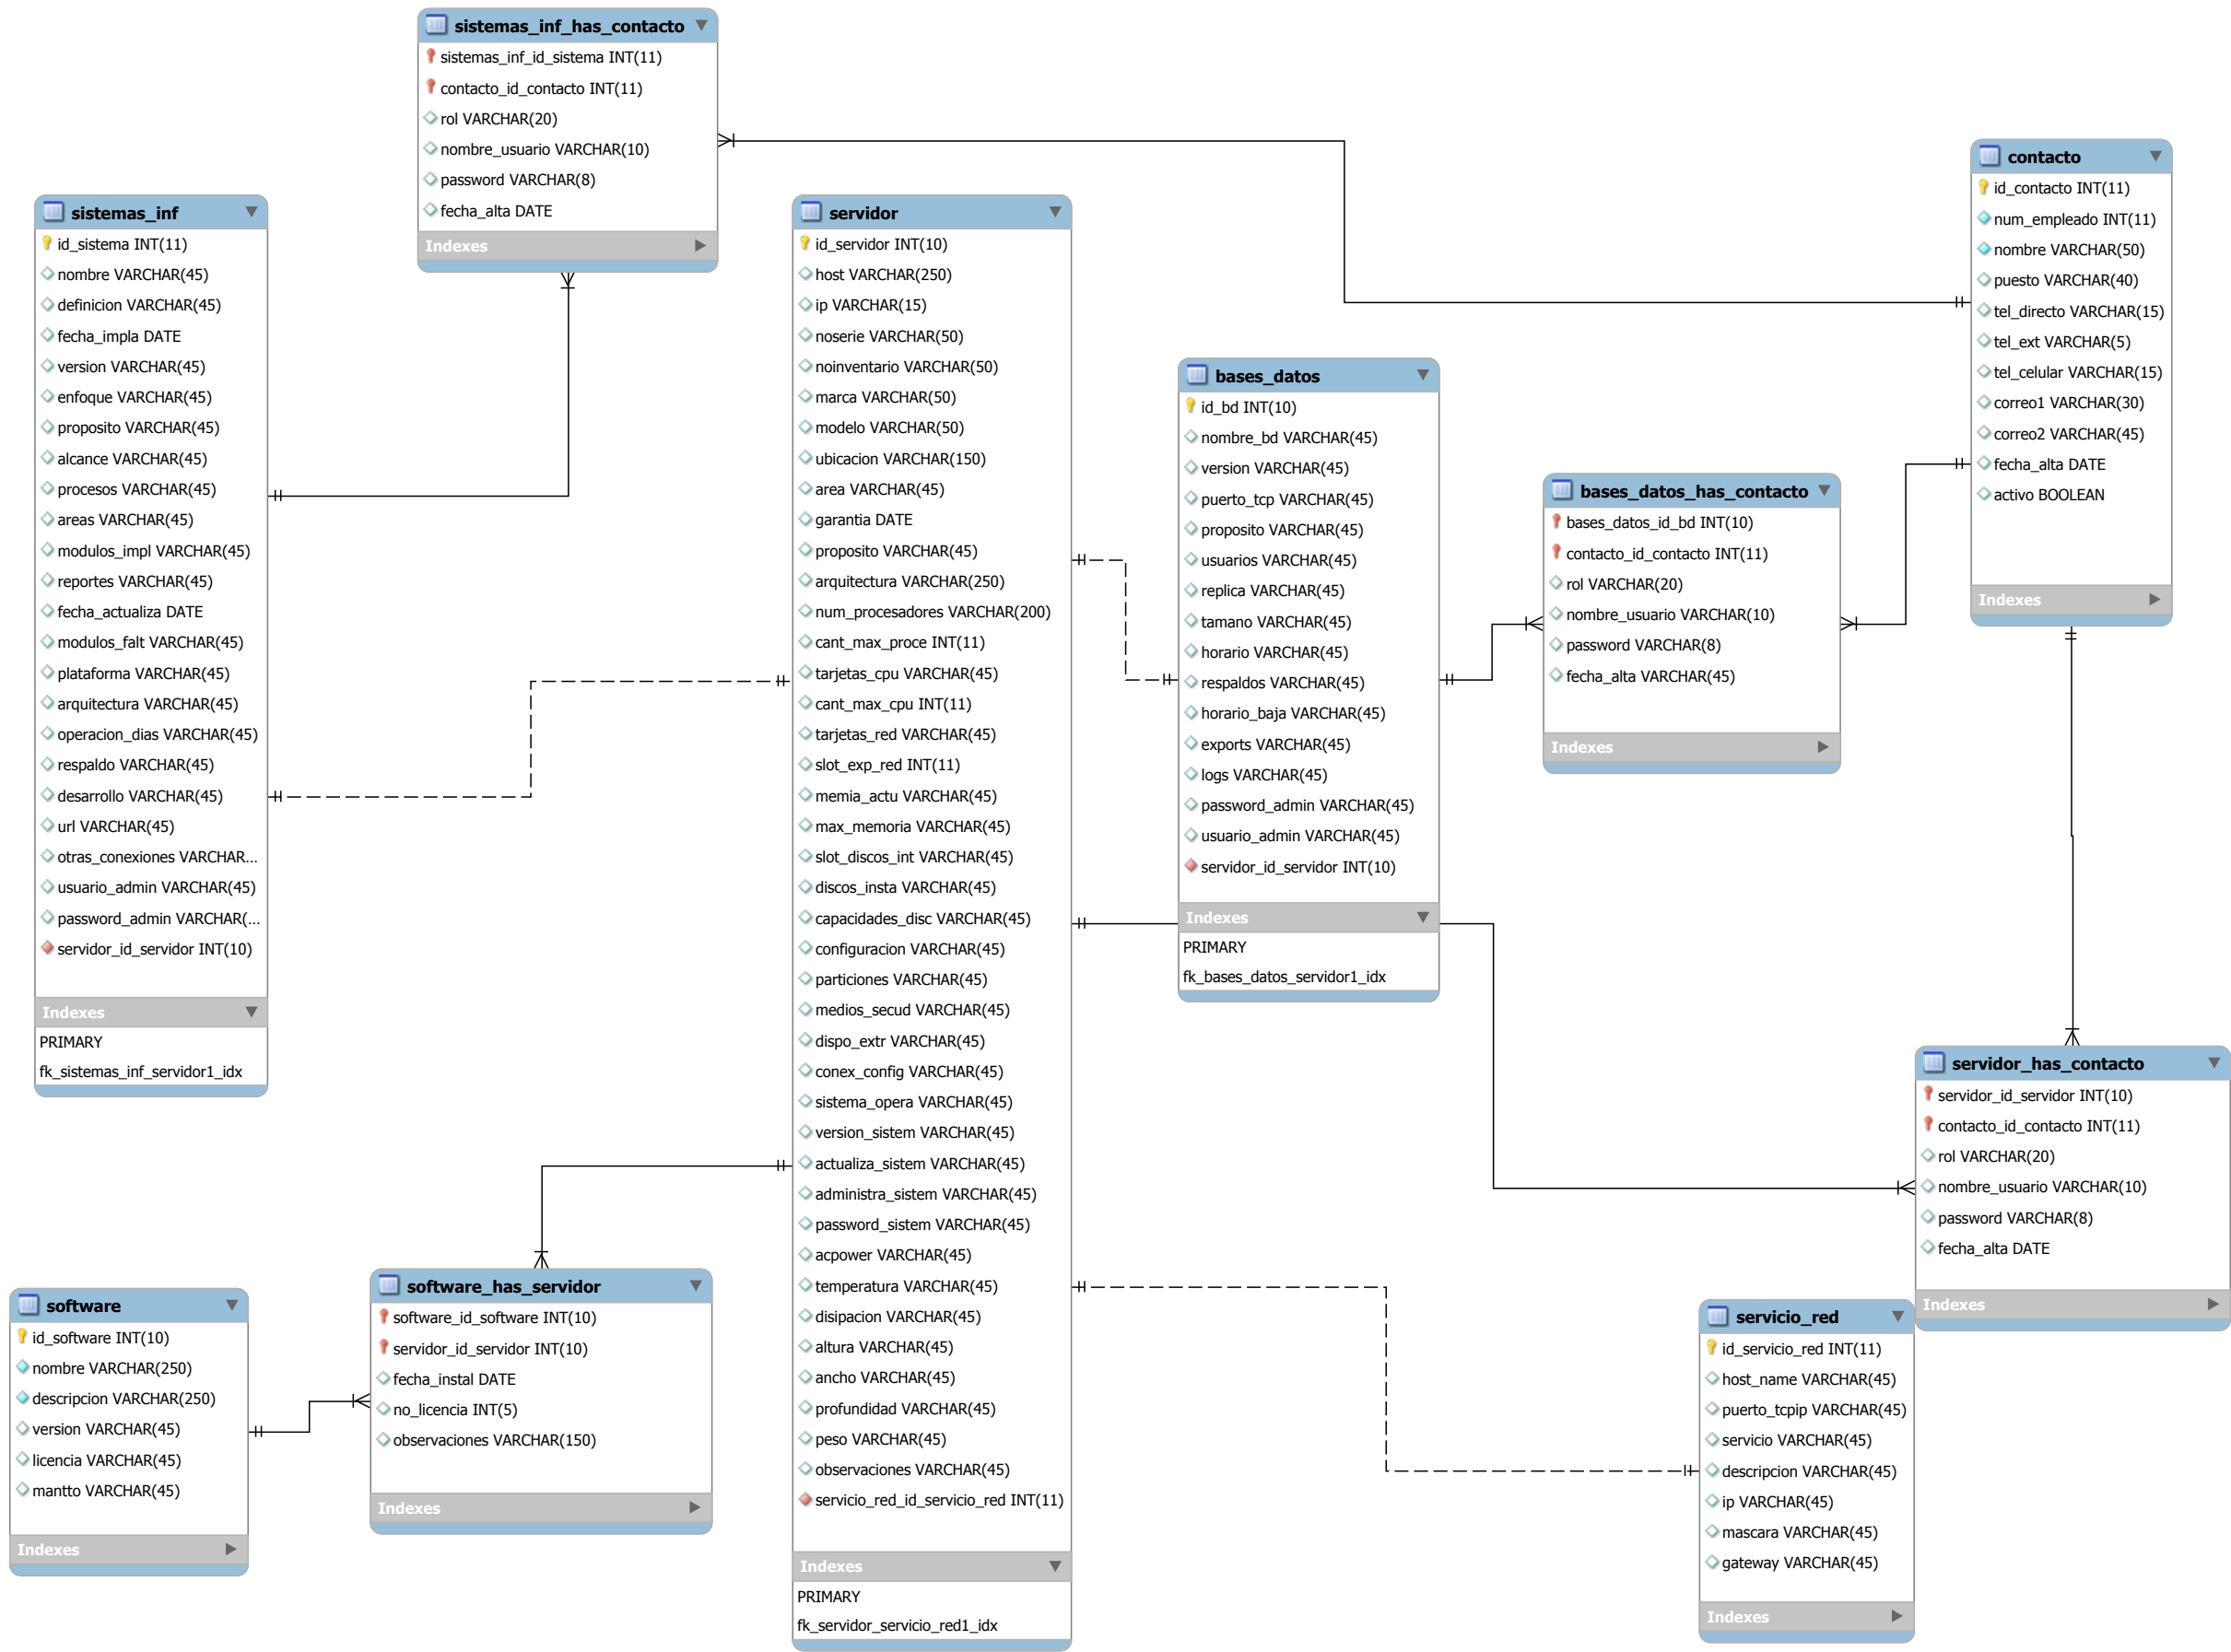 sistemas_inf_has_contacto
sistemas_inf_id_sistema INT(11)
contacto_id_contacto INT(11)
rol VARCHAR(20)
nombre_usuario VARCHAR(10)
password VARCHAR(8)
fecha_alta DATE
Indexes
sistemas_inf
id_sistema INT(11)
nombre VARCHAR(45)
definicion VARCHAR(45)
fecha_impla DATE
version VARCHAR(45)
enfoque VARCHAR(45)
proposito VARCHAR(45)
alcance VARCHAR(45)
procesos VARCHAR(45)
areas VARCHAR(45)
modulos_impl VARCHAR(45)
reportes VARCHAR(45)
fecha_actualiza DATE
modulos_falt VARCHAR(45)
plataforma VARCHAR(45)
arquitectura VARCHAR(45)
operacion_dias VARCHAR(45)
respaldo VARCHAR(45)
desarrollo VARCHAR(45)
url VARCHAR(45)
otras_conexiones VARCHAR...
usuario_admin VARCHAR(45)
password_admin VARCHAR(...
servidor_id_servidor INT(10)
Indexes
PRIMARY
fk_sistemas_inf_servidor1_idx
servidor
id_servidor INT(10)
host VARCHAR(250)
ip VARCHAR(15)
noserie VARCHAR(50)
noinventario VARCHAR(50)
marca VARCHAR(50)
modelo VARCHAR(50)
ubicacion VARCHAR(150)
area VARCHAR(45)
garantia DATE
proposito VARCHAR(45)
arquitectura VARCHAR(250)
num_procesadores VARCHAR(200)
cant_max_proce INT(11)
tarjetas_cpu VARCHAR(45)
cant_max_cpu INT(11)
tarjetas_red VARCHAR(45)
slot_exp_red INT(11)
memia_actu VARCHAR(45)
max_memoria VARCHAR(45)
slot_discos_int VARCHAR(45)
discos_insta VARCHAR(45)
capacidades_disc VARCHAR(45)
configuracion VARCHAR(45)
particiones VARCHAR(45)
medios_secud VARCHAR(45)
dispo_extr VARCHAR(45)
conex_config VARCHAR(45)
sistema_opera VARCHAR(45)
version_sistem VARCHAR(45)
actualiza_sistem VARCHAR(45)
administra_sistem VARCHAR(45)
password_sistem VARCHAR(45)
acpower VARCHAR(45)
temperatura VARCHAR(45)
disipacion VARCHAR(45)
altura VARCHAR(45)
ancho VARCHAR(45)
profundidad VARCHAR(45)
peso VARCHAR(45)
observaciones VARCHAR(45)
servicio_red_id_servicio_red INT(11)
Indexes
PRIMARY
fk_servidor_servicio_red1_idx
bases_datos
id_bd INT(10)
nombre_bd VARCHAR(45)
version VARCHAR(45)
puerto_tcp VARCHAR(45)
proposito VARCHAR(45)
usuarios VARCHAR(45)
replica VARCHAR(45)
tamano VARCHAR(45)
horario VARCHAR(45)
respaldos VARCHAR(45)
horario_baja VARCHAR(45)
exports VARCHAR(45)
logs VARCHAR(45)
password_admin VARCHAR(45)
usuario_admin VARCHAR(45)
servidor_id_servidor INT(10)
Indexes
PRIMARY
fk_bases_datos_servidor1_idx
bases_datos_has_contacto
bases_datos_id_bd INT(10)
contacto_id_contacto INT(11)
rol VARCHAR(20)
nombre_usuario VARCHAR(10)
password VARCHAR(8)
fecha_alta VARCHAR(45)
Indexes
contacto
id_contacto INT(11)
num_empleado INT(11)
nombre VARCHAR(50)
puesto VARCHAR(40)
tel_directo VARCHAR(15)
tel_ext VARCHAR(5)
tel_celular VARCHAR(15)
correo1 VARCHAR(30)
correo2 VARCHAR(45)
fecha_alta DATE
activo BOOLEAN
Indexes
servidor_has_contacto
servidor_id_servidor INT(10)
contacto_id_contacto INT(11)
rol VARCHAR(20)
nombre_usuario VARCHAR(10)
password VARCHAR(8)
fecha_alta DATE
Indexes
software
id_software INT(10)
nombre VARCHAR(250)
descripcion VARCHAR(250)
version VARCHAR(45)
licencia VARCHAR(45)
mantto VARCHAR(45)
Indexes
software_has_servidor
software_id_software INT(10)
servidor_id_servidor INT(10)
fecha_instal DATE
no_licencia INT(5)
observaciones VARCHAR(150)
Indexes
servicio_red
id_servicio_red INT(11)
host_name VARCHAR(45)
puerto_tcpip VARCHAR(45)
servicio VARCHAR(45)
descripcion VARCHAR(45)
ip VARCHAR(45)
mascara VARCHAR(45)
gateway VARCHAR(45)
Indexes